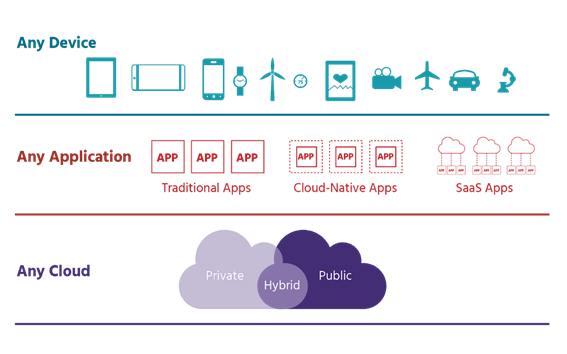 Any Device
Any Application
APP APP APP
APP APP APP
APP APP APP APP APP APP APP APP APP
Traditional Apps
Cloud-Native Apps
SaaS Apps
Any Cloud
Private
Hybrid
Public